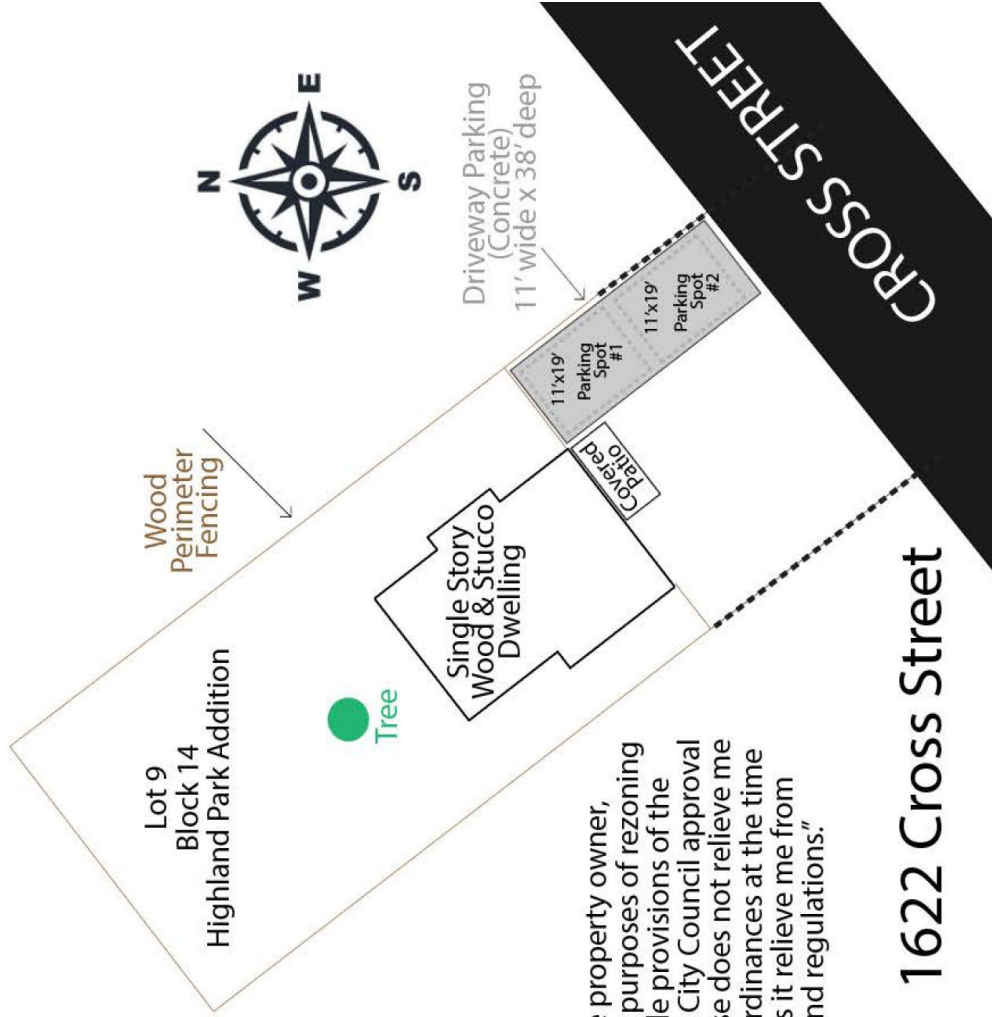 N
W
E
S
CROSS STREET
Driveway Parking
(Concrete)
11' wide x 38' deep
11'x19'
Parking
Spot
#1
11'x19'
Parking
Spot
#2
Wood
Perimeter
Fencing
Covered
Patio
Single Story
Wood & Stucco
Dwelling
Lot 9
Block 14
Highland Park Addition
Tree
property owner,
purposes of rezoning
provisions of the
City Council approval
does not relieve me
at the time
it relieve me from
regulations."
1622 Cross Street